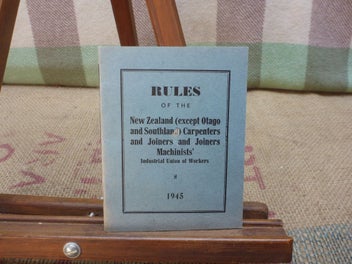 RULES
OF THE
New Zealand (except Otago
and Southland) Carpenters
and Joiners and Joiners
Machinists'
Industrial Union of Workers
1945